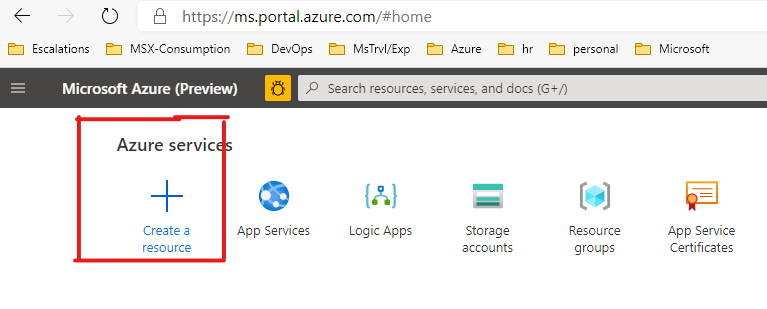 https://ms.portal.azure.com/#home
Escalations MSX-Consumption DevOps MsTrvl/Exp Azure hr personal Microsoft
Microsoft Azure (Preview) Search resources, services, and docs (G+/)
Azure services
Create a resource
App Services
Logic Apps
Storage accounts
Resource groups
App Service Certificates